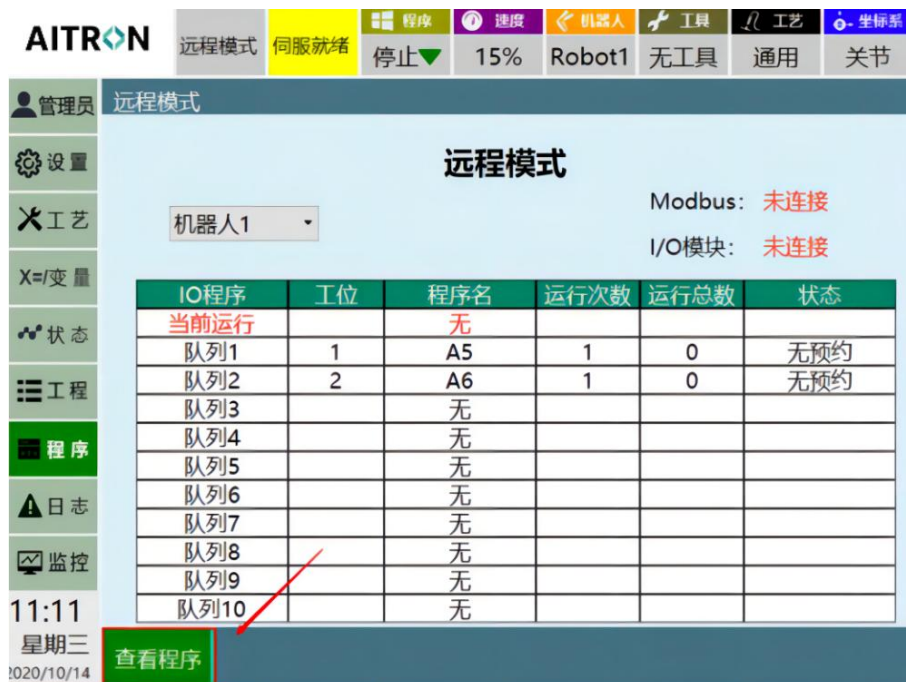 AITRON
远程模式 伺服就绪 程序 停止 速度 15% 机器人 Robot1 工具 无工具 工艺 通用 坐标系 关节
管理员
设置
工艺
X=/变量
状态
工程
程序
日志
监控
11:11
星期三
2020/10/14
远程模式
远程模式
机器人1
Modbus: 未连接
I/O模块: 未连接
IO程序 工位 程序名 运行次数 运行总数 状态
当前运行 无
队列1 1 A5 1 0 无预约
队列2 2 A6 1 0 无预约
队列3 无
队列4 无
队列5 无
队列6 无
队列7 无
队列8 无
队列9 无
队列10 无
查看程序